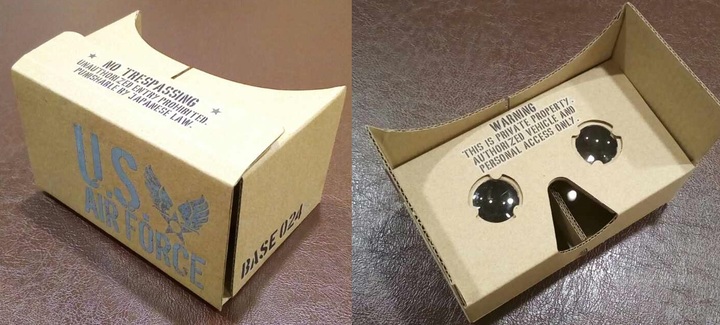 ★ NO TRESPASSING ★
UNAUTHORIZED ENTRY PROHIBITED.
PUNISHABLE BY JAPANESE LAW.
US
AIR FORCE
BASE 024
WARNING
THIS IS PRIVATE PROPERTY.
AUTHORIZED VEHICLE AND
PERSONAL ACCESS ONLY.